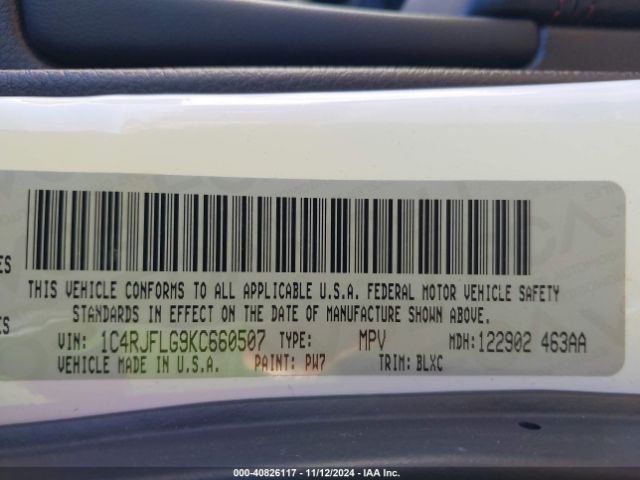 ES
THIS VEHICLE CONFORMS TO ALL APPLICABLE U.S.A. FEDERAL MOTOR VEHICLE SAFETY
STANDARDS IN EFFECT ON THE DATE OF MANUFACTURE SHOWN ABOVE.
ES
VIN: 1C4RJFLG9KC660507 TYPE: MPV MDH:122902 463AA
VEHICLE MADE IN U.S.A. PAINT: PW7 TRIM: BLXC
000-40826117 - 11/12/2024 - IAA Inc.